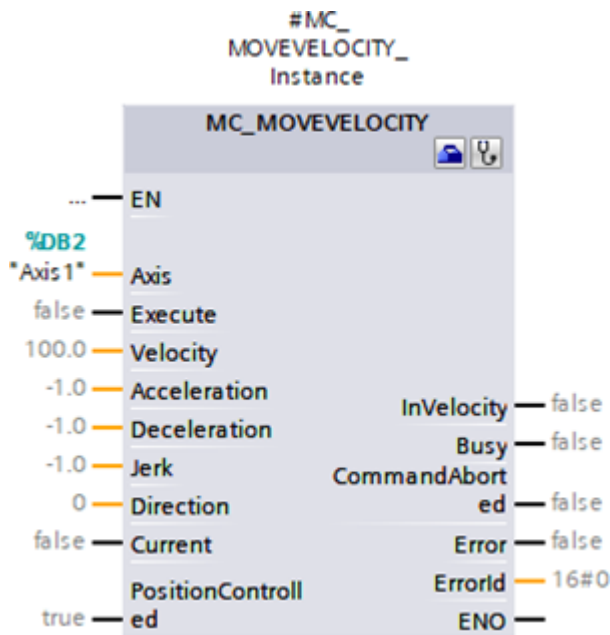 #MC_
MOVEVELOCITY_
Instance
MC_MOVEVELOCITY
... EN
%DB2
"Axis1" Axis
false Execute
100.0 Velocity
-1.0 Acceleration
InVelocity false
-1.0 Deceleration
Busy false
-1.0 Jerk
CommandAbort
0 Direction
ed false
false Current
Error false
PositionControll
ErrorId 16#0
true ed
ENO